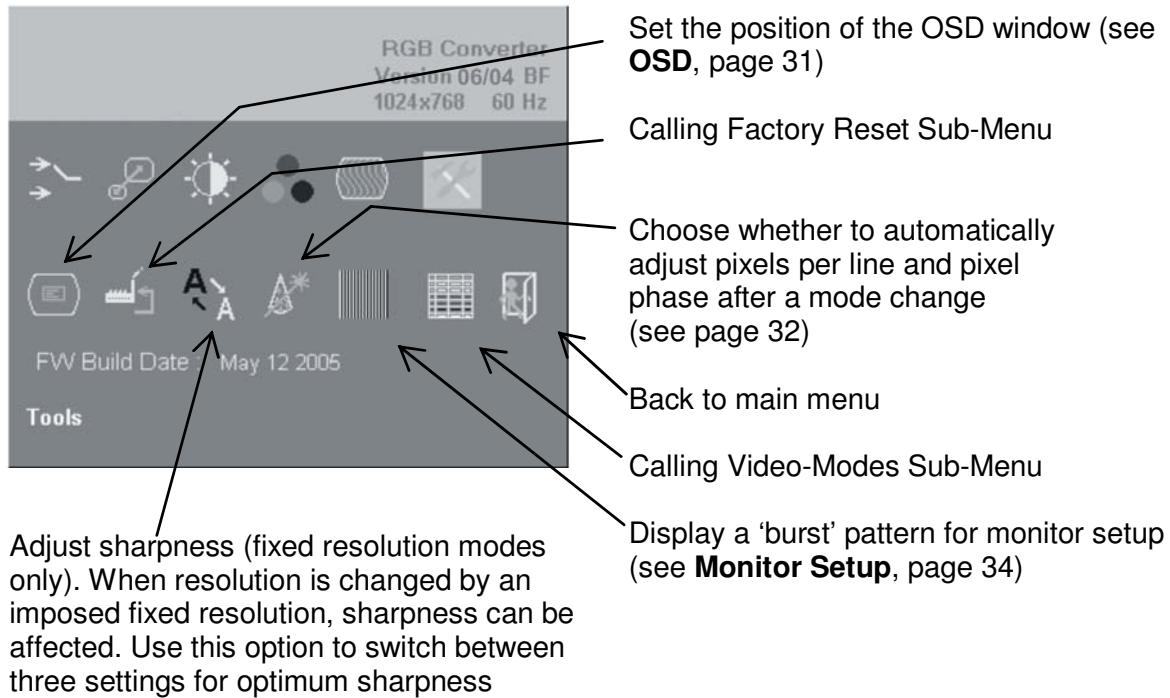 RGB Converter
Version 06/04 BF
1024x768 60 Hz
A
A
FW Build Date : May 12 2005
Tools
Set the position of the OSD window (see
OSD, page 31)
Calling Factory Reset Sub-Menu
Choose whether to automatically
adjust pixels per line and pixel
phase after a mode change
(see page 32)
Back to main menu
Calling Video-Modes Sub-Menu
Display a ‘burst’ pattern for monitor setup
(see Monitor Setup, page 34)
Adjust sharpness (fixed resolution modes
only). When resolution is changed by an
imposed fixed resolution, sharpness can be
affected. Use this option to switch between
three settings for optimum sharpness